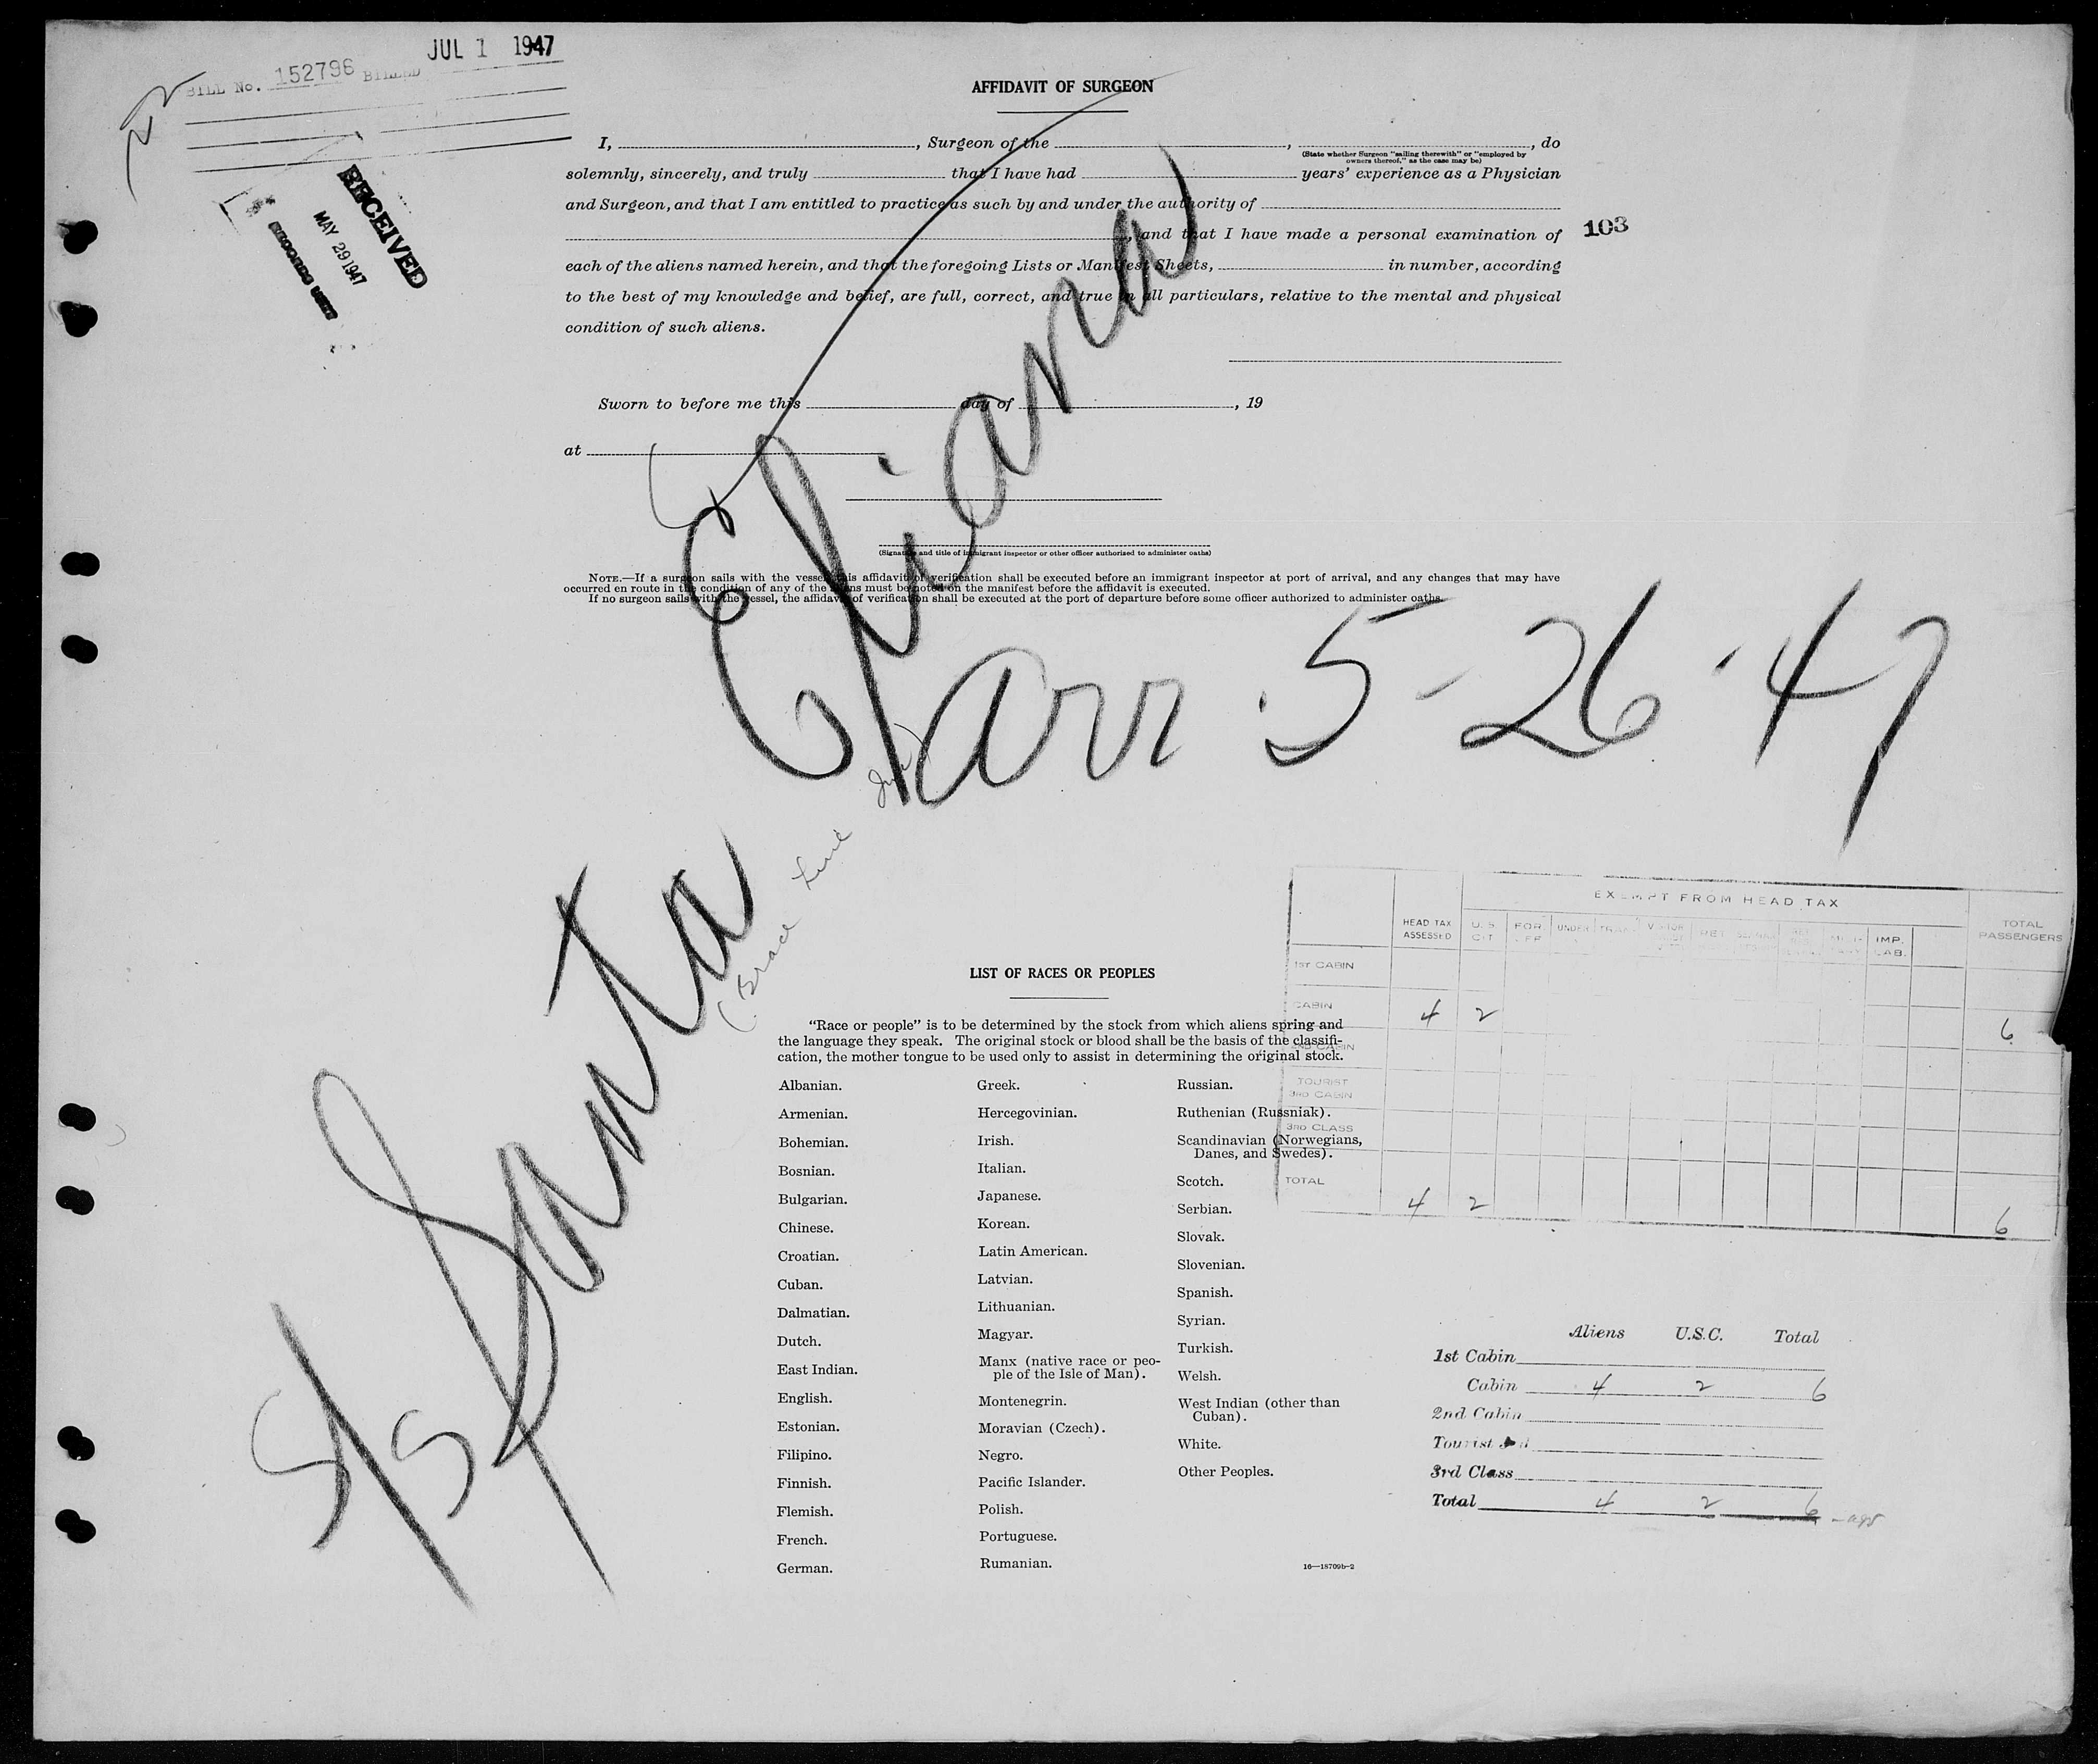 JUL 1 1947
BILL No. 152796 BILLED
RECEIVED
MAY 29 1947
RECORDS UNIT
103
AFFIDAVIT OF SURGEON
I, , Surgeon of the , , do
(State whether Surgeon "sailing therewith" or "employed by
owners thereof," as the case may be)
solemnly, sincerely, and truly that I have had years' experience as a Physician
and Surgeon, and that I am entitled to practice as such by and under the authority of
, and that I have made a personal examination of
each of the aliens named herein, and that the foregoing Lists or Manifest Sheets, in number, according
to the best of my knowledge and belief, are full, correct, and true in all particulars, relative to the mental and physical
condition of such aliens.
Sworn to before me this day of , 19
at
(Signature and title of immigrant inspector or other officer authorized to administer oaths)
NOTE.—If a surgeon sails with the vessel, this affidavit of verification shall be executed before an immigrant inspector at port of arrival, and any changes that may have
occurred en route in the condition of any of the aliens must be noted on the manifest before the affidavit is executed.
If no surgeon sails with the vessel, the affidavit of verification shall be executed at the port of departure before some officer authorized to administer oaths.
S/S Santa Eliana
(Grace Line Inc)
arr. 5-26-47
EXEMPT FROM HEAD TAX
HEAD TAX ASSESSED U.S. CIT FOR OFF UNDER TRAN VISITOR RET IMP. LAB. TOTAL PASSENGERS
1ST CABIN
CABIN 4 2 6
2ND CABIN
TOURIST
3RD CABIN
3RD CLASS
TOTAL 4 2 6
LIST OF RACES OR PEOPLES
"Race or people" is to be determined by the stock from which aliens spring and
the language they speak. The original stock or blood shall be the basis of the classifi-
cation, the mother tongue to be used only to assist in determining the original stock.
Albanian.
Armenian.
Bohemian.
Bosnian.
Bulgarian.
Chinese.
Croatian.
Cuban.
Dalmatian.
Dutch.
East Indian.
English.
Estonian.
Filipino.
Finnish.
Flemish.
French.
German.
Greek.
Hercegovinian.
Irish.
Italian.
Japanese.
Korean.
Latin American.
Latvian.
Lithuanian.
Magyar.
Manx (native race or peo-
ple of the Isle of Man).
Montenegrin.
Moravian (Czech).
Negro.
Pacific Islander.
Polish.
Portuguese.
Rumanian.
Russian.
Ruthenian (Russniak).
Scandinavian (Norwegians,
Danes, and Swedes).
Scotch.
Serbian.
Slovak.
Slovenian.
Spanish.
Syrian.
Turkish.
Welsh.
West Indian (other than
Cuban).
White.
Other Peoples.
16—18709b-2
Aliens U.S.C. Total
1st Cabin
Cabin 4 2 6
2nd Cabin
Tourist 3rd
3rd Class
Total 4 2 6